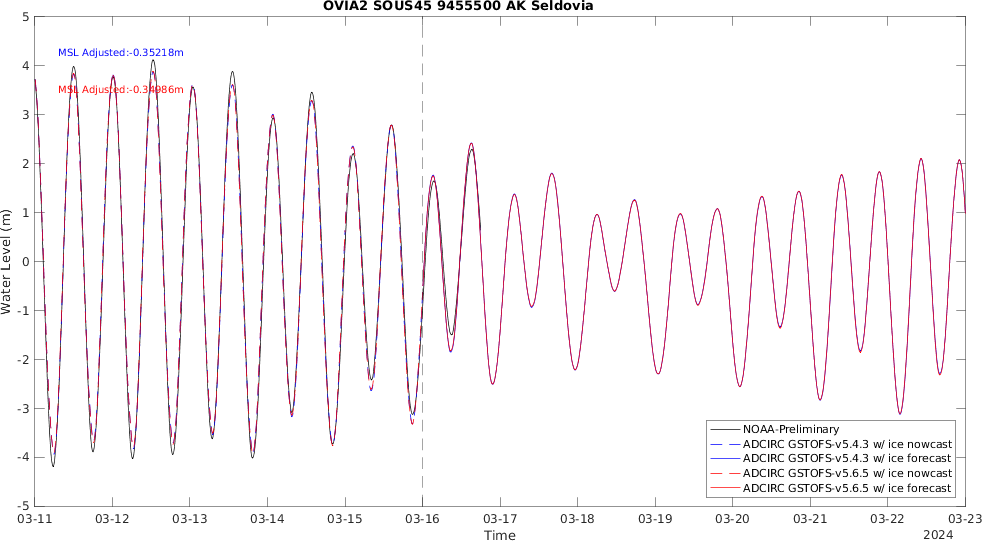 OVIA2 SOUS45 9455500 AK Seldovia
MSL Adjusted:-0.35218m
MSL Adjusted:-0.34986m
5
4
3
2
1
0
-1
-2
-3
-4
-5
Water Level (m)
NOAA-Preliminary
ADCIRC GSTOFS-v5.4.3 w/ ice nowcast
ADCIRC GSTOFS-v5.4.3 w/ ice forecast
ADCIRC GSTOFS-v5.6.5 w/ ice nowcast
ADCIRC GSTOFS-v5.6.5 w/ ice forecast
03-11 03-12 03-13 03-14 03-15 03-16 03-17 03-18 03-19 03-20 03-21 03-22 03-23
Time
2024